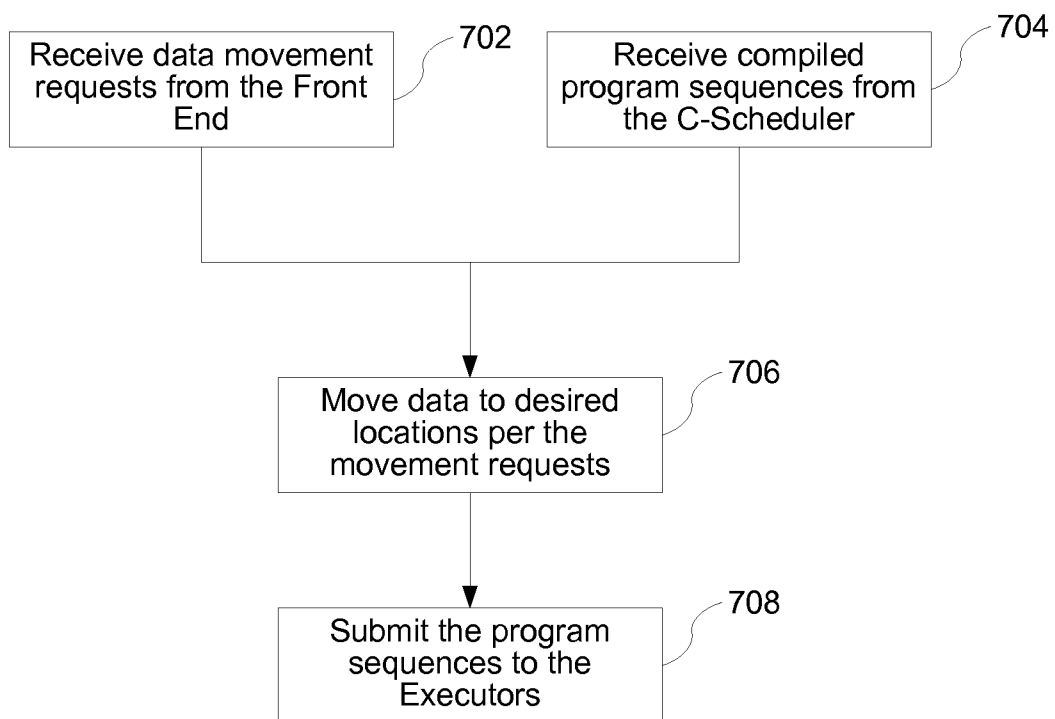 Receive data movement
requests from the Front
End
702
Receive compiled
program sequences from
the C-Scheduler
704
Move data to desired
locations per the
movement requests
706
Submit the program
sequences to the
Executors
708